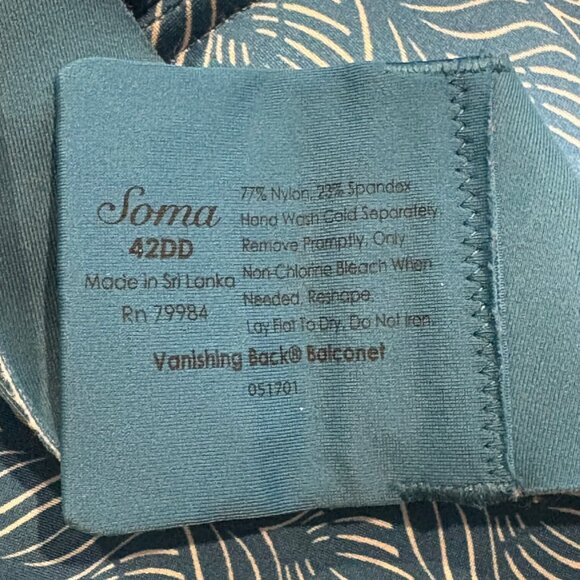 Soma
42DD
Made in Sri Lanka
Rn 79984
77% Nylon, 23% Spandex
Hand Wash Cold Separately.
Remove Promptly, Only
Non-Chlorine Bleach When
Needed, Reshape,
Lay Flat To Dry, Do Not Iron.
Vanishing Back® Balconet
051701